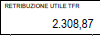 RETRIBUZIONE UTILE TFR
2.308,87